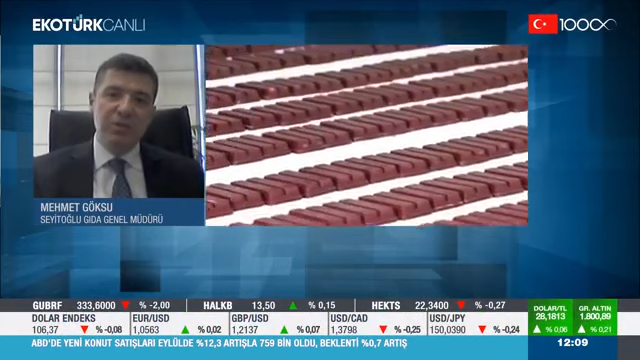 EKOTÜRK CANLI
1000
MEHMET GÖKSU
SEYİTOĞLU GIDA GENEL MÜDÜRÜ
GUBRF 333,6000 % -2,00 HALKB 13,50 % 0,15 HEKTS 22,3400 % -0,27
DOLAR ENDEKS EUR/USD GBP/USD USD/CAD USD/JPY
106,37 % -0,08 1,0563 % 0,02 1,2137 % 0,07 1,3798 % -0,25 150,0390 % -0,24
DOLAR/TL GR. ALTIN
28,1813 1.800,89
% 0,06 % 0,21
ABD'DE YENİ KONUT SATIŞLARI EYLÜLDE %12,3 ARTIŞLA 759 BİN OLDU, BEKLENTİ %0,7 ARTIŞ
12:09